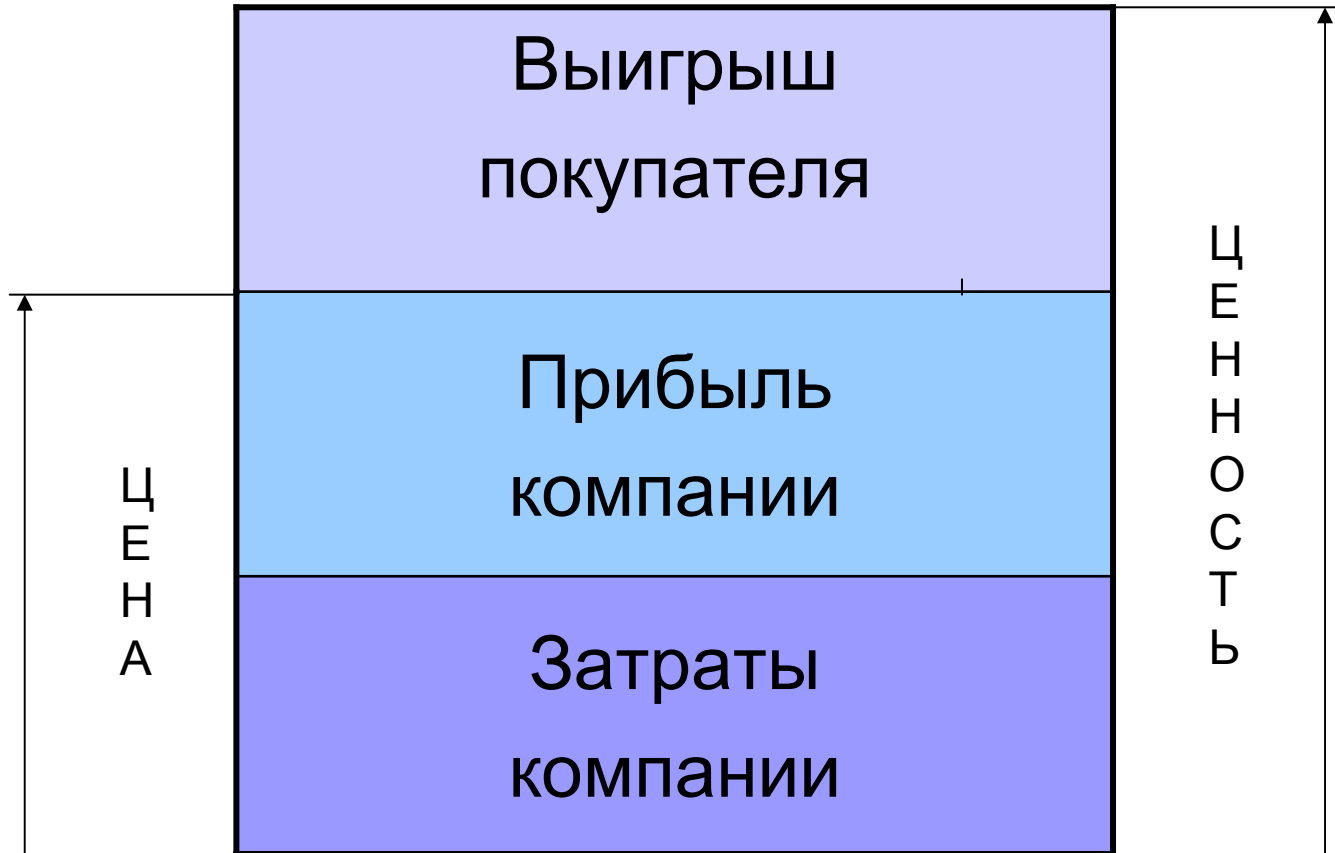 Выигрыш
покупателя
Прибыль
компании
Затраты
компании
Ц
Е
Н
А
Ц
Е
Н
Н
О
С
Т
Ь